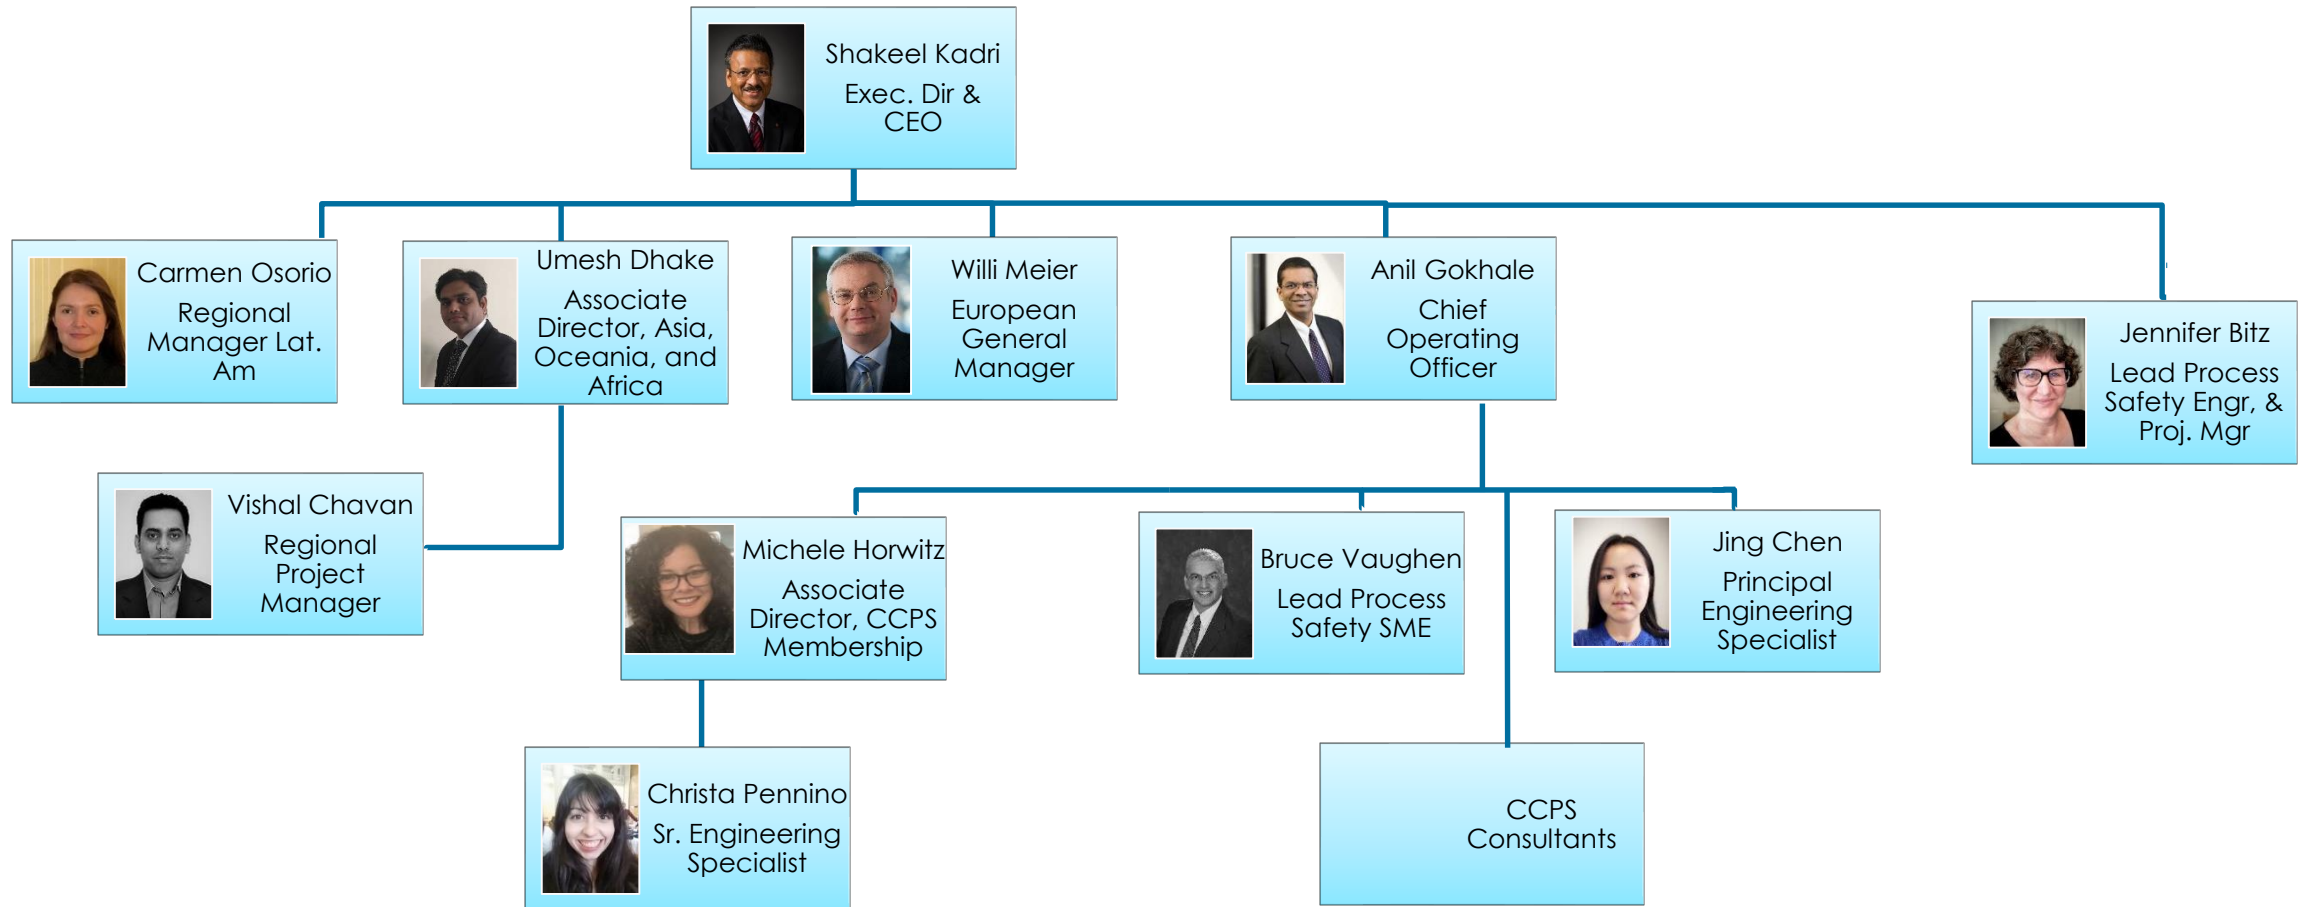 Shakeel Kadri
Exec. Dir &
CEO
Carmen Osorio
Regional
Manager Lat.
Am
Umesh Dhake
Associate
Director, Asia,
Oceania, and
Africa
Willi Meier
European
General
Manager
Anil Gokhale
Chief
Operating
Officer
Jennifer Bitz
Lead Process
Safety Engr, &
Proj. Mgr
Vishal Chavan
Regional
Project
Manager
Michele Horwitz
Associate
Director, CCPS
Membership
Bruce Vaughen
Lead Process
Safety SME
Jing Chen
Principal
Engineering
Specialist
Christa Pennino
Sr. Engineering
Specialist
CCPS
Consultants